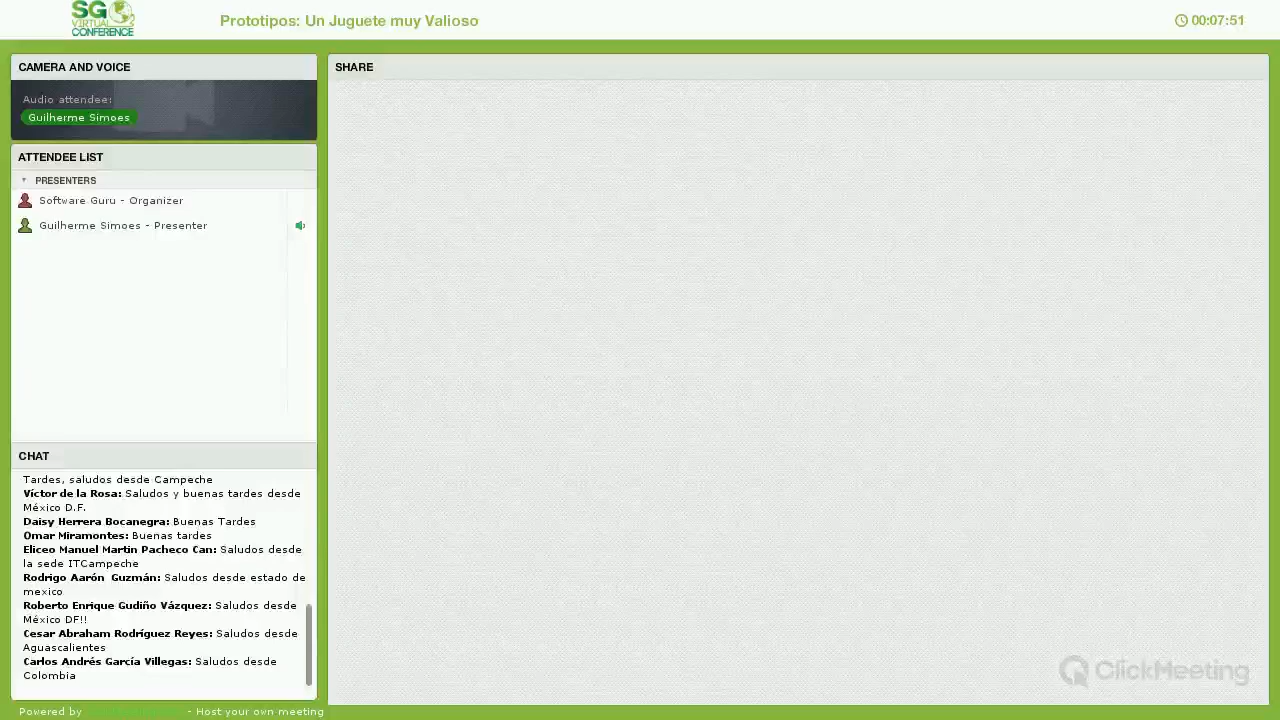 SG
VIRTUAL
CONFERENCE
Prototipos: Un Juguete muy Valioso
00:07:51
CAMERA AND VOICE
Audio attendee:
Guilherme Simoes
ATTENDEE LIST
PRESENTERS
Software Guru - Organizer
Guilherme Simoes - Presenter
CHAT
Tardes, saludos desde Campeche
Víctor de la Rosa: Saludos y buenas tardes desde
México D.F.
Daisy Herrera Bocanegra: Buenas Tardes
Omar Miramontes: Buenas tardes
Eliceo Manuel Martin Pacheco Can: Saludos desde
la sede ITCampeche
Rodrigo Aarón Guzmán: Saludos desde estado de
mexico
Roberto Enrique Gudiño Vázquez: Saludos desde
México DF!!
Cesar Abraham Rodríguez Reyes: Saludos desde
Aguascalientes
Carlos Andrés García Villegas: Saludos desde
Colombia
Powered by - Host your own meeting
SHARE
ClickMeeting